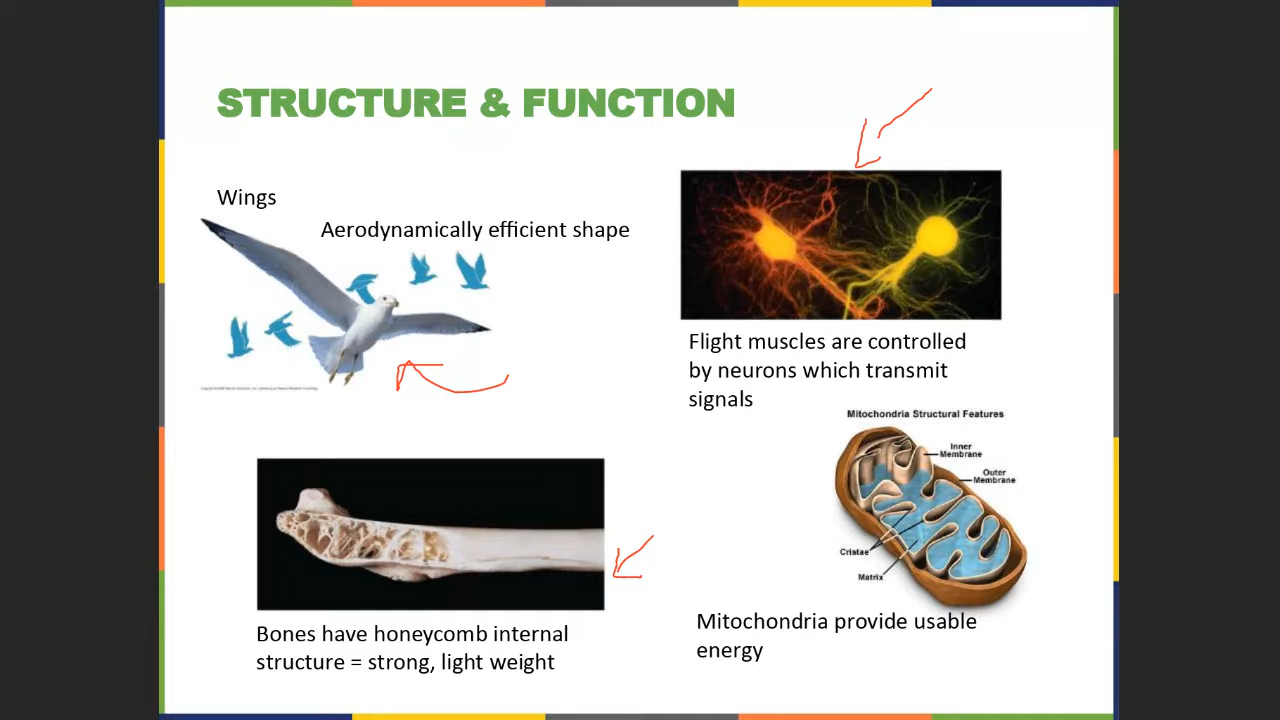 STRUCTURE & FUNCTION
Wings
Aerodynamically efficient shape
Flight muscles are controlled
by neurons which transmit
signals
Mitochondria Structural Features
Inner
Membrane
Outer
Membrane
Cristae
Matrix
Bones have honeycomb internal
structure = strong, light weight
Mitochondria provide usable
energy